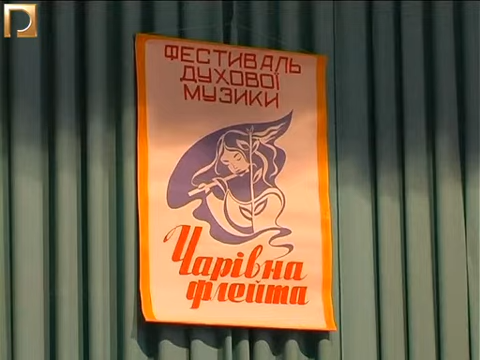 ФЕСТИВАЛЬ
ДУХОВОЇ
МУЗИКИ
Чарівна
флейта